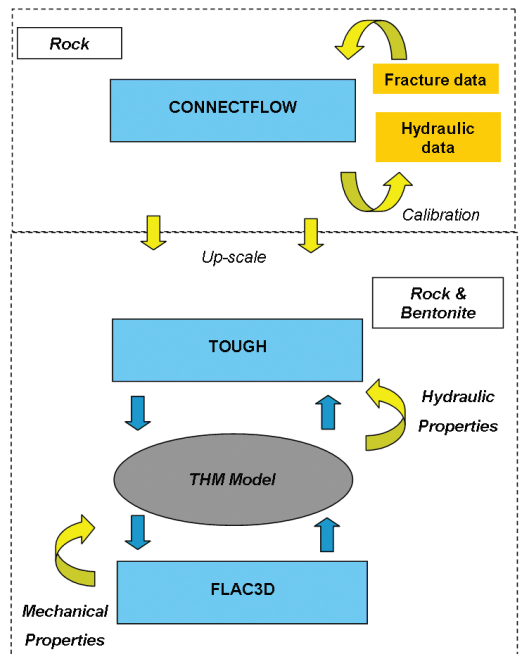 Rock
Fracture data
CONNECTFLOW
Hydraulic
data
Calibration
Up-scale
Rock &
Bentonite
TOUGH
Hydraulic
Properties
THM Model
FLAC3D
Mechanical
Properties